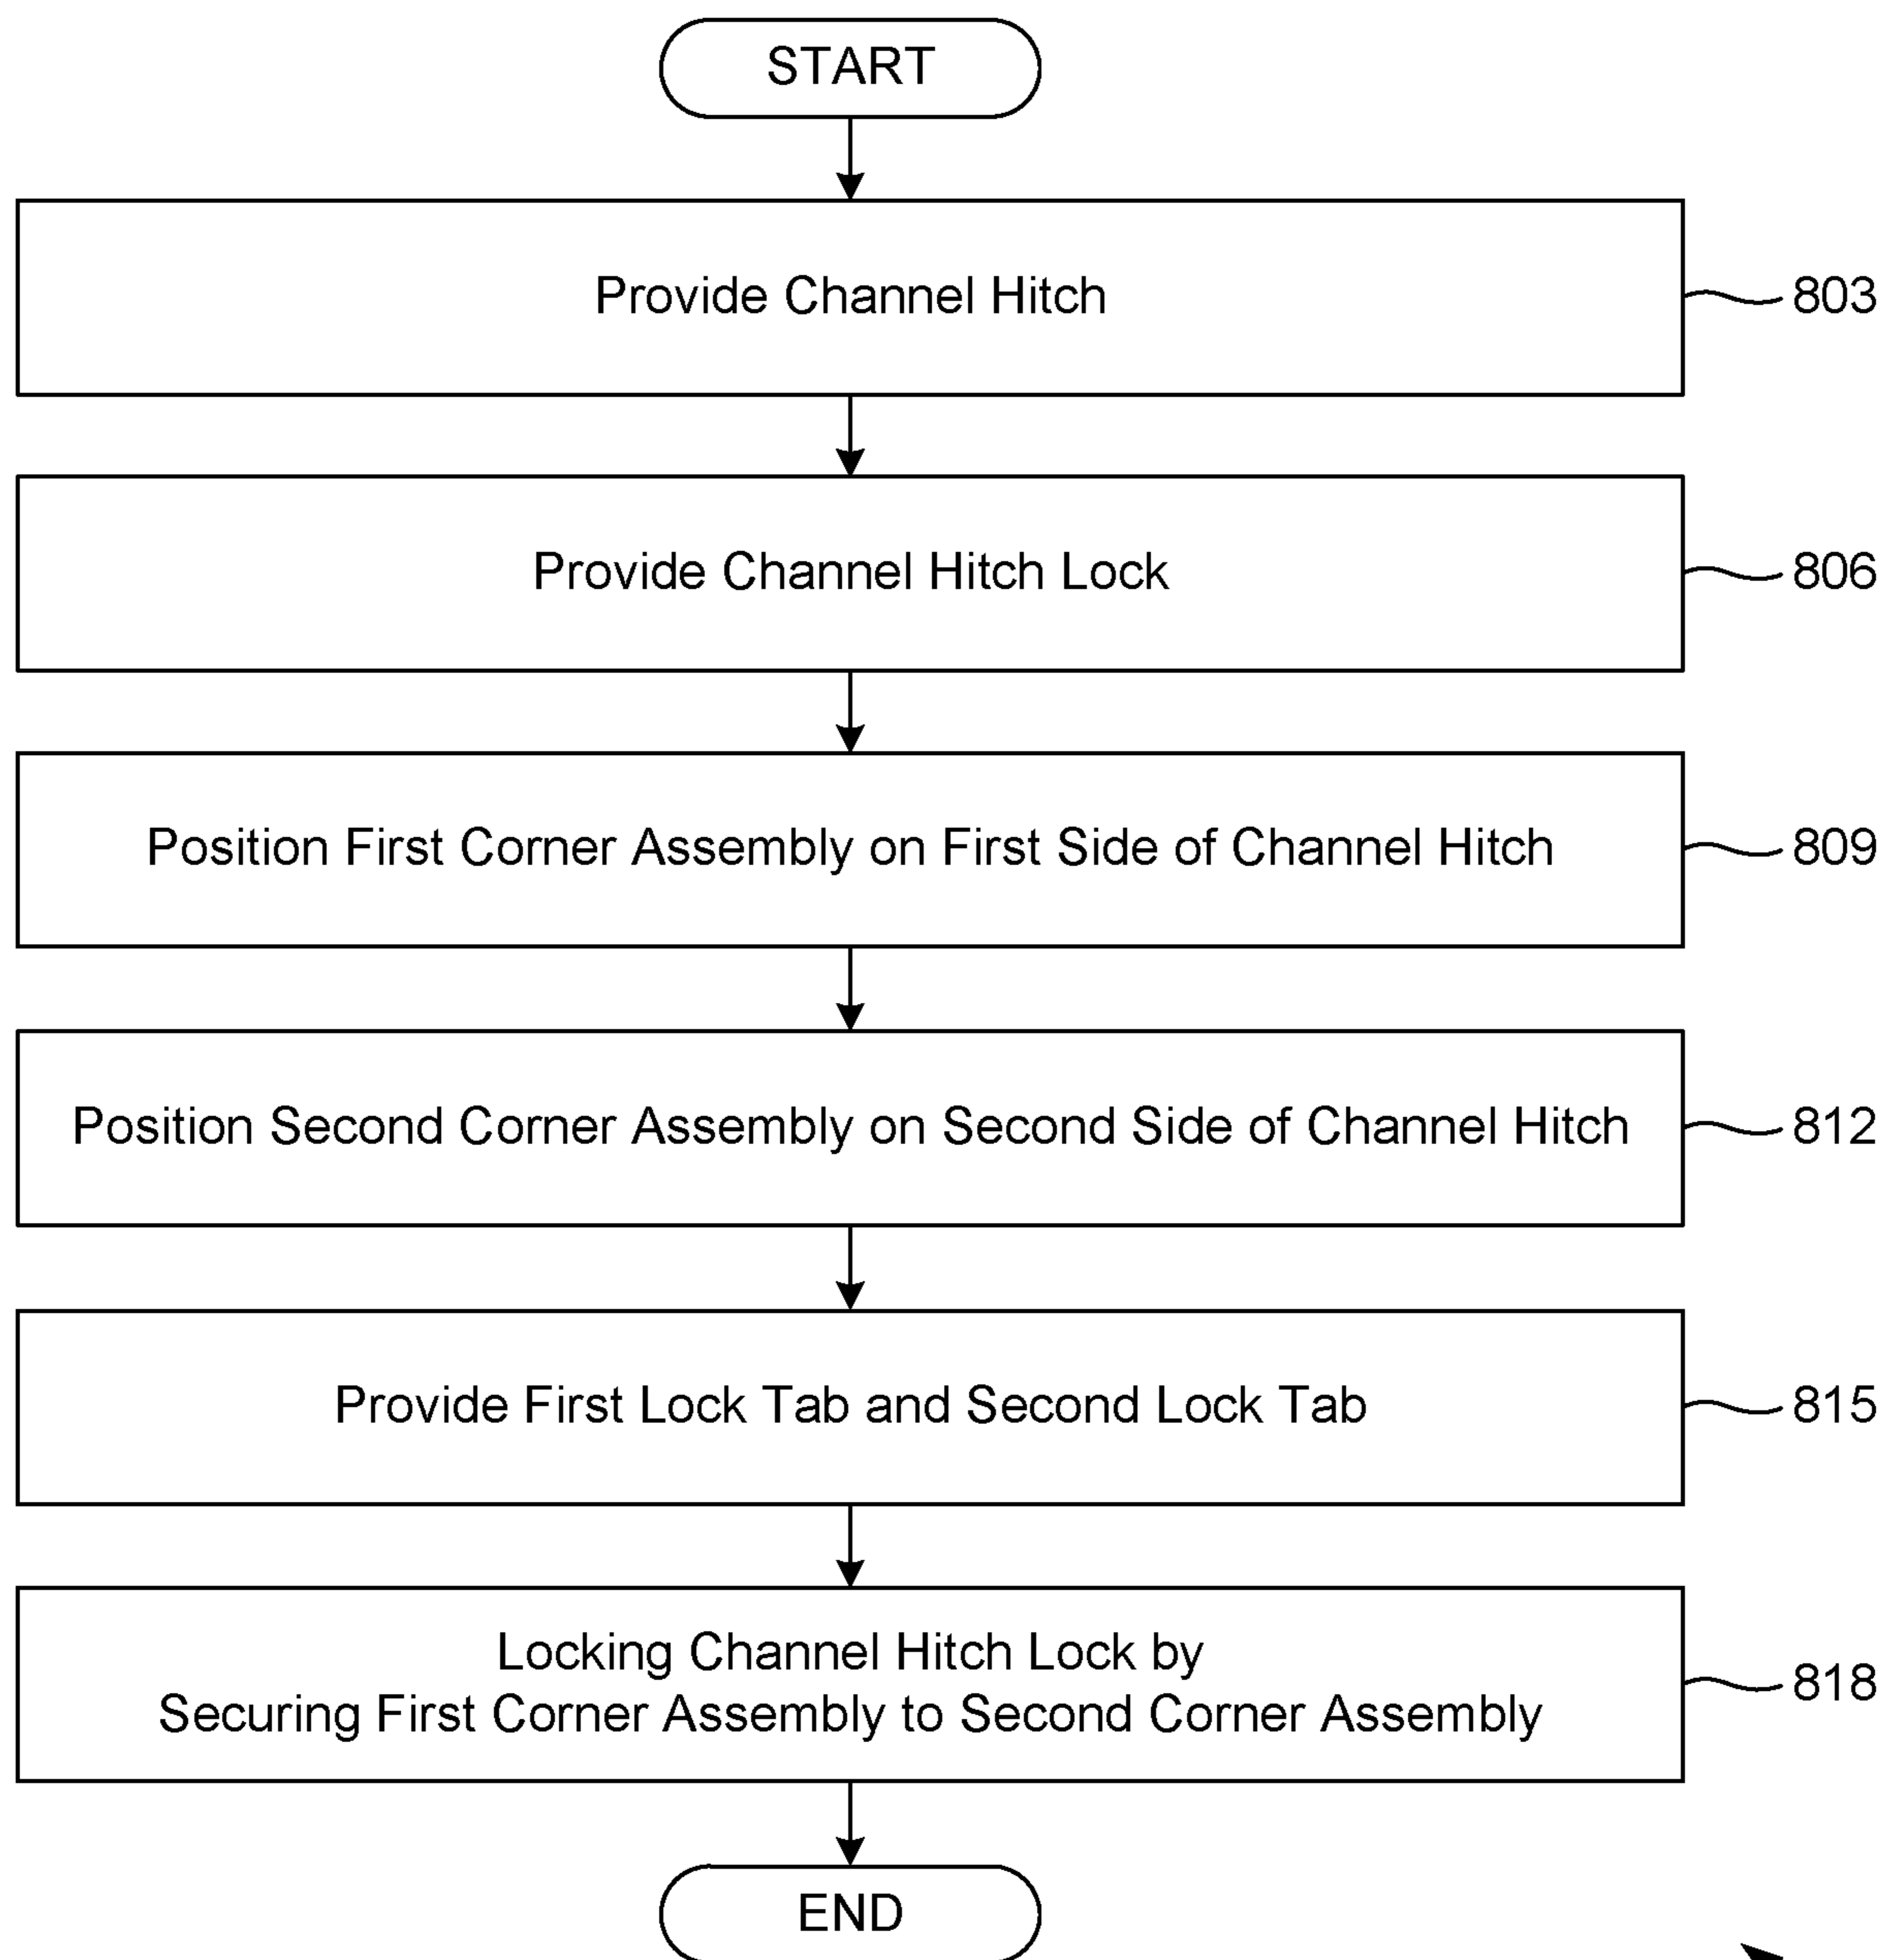 START
Provide Channel Hitch
803
Provide Channel Hitch Lock
806
Position First Corner Assembly on First Side of Channel Hitch
809
Position Second Corner Assembly on Second Side of Channel Hitch
812
Provide First Lock Tab and Second Lock Tab
815
Locking Channel Hitch Lock by
Securing First Corner Assembly to Second Corner Assembly
818
END